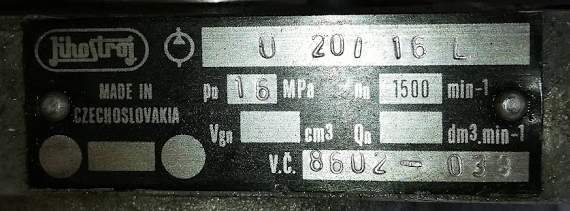 Jihostroj U 20/16 L
MADE IN CZECHOSLOVAKIA
pn 16 MPa nn 1500 min-1
Vgn cm3 Qn dm3.min-1
V.Č. 8602-033